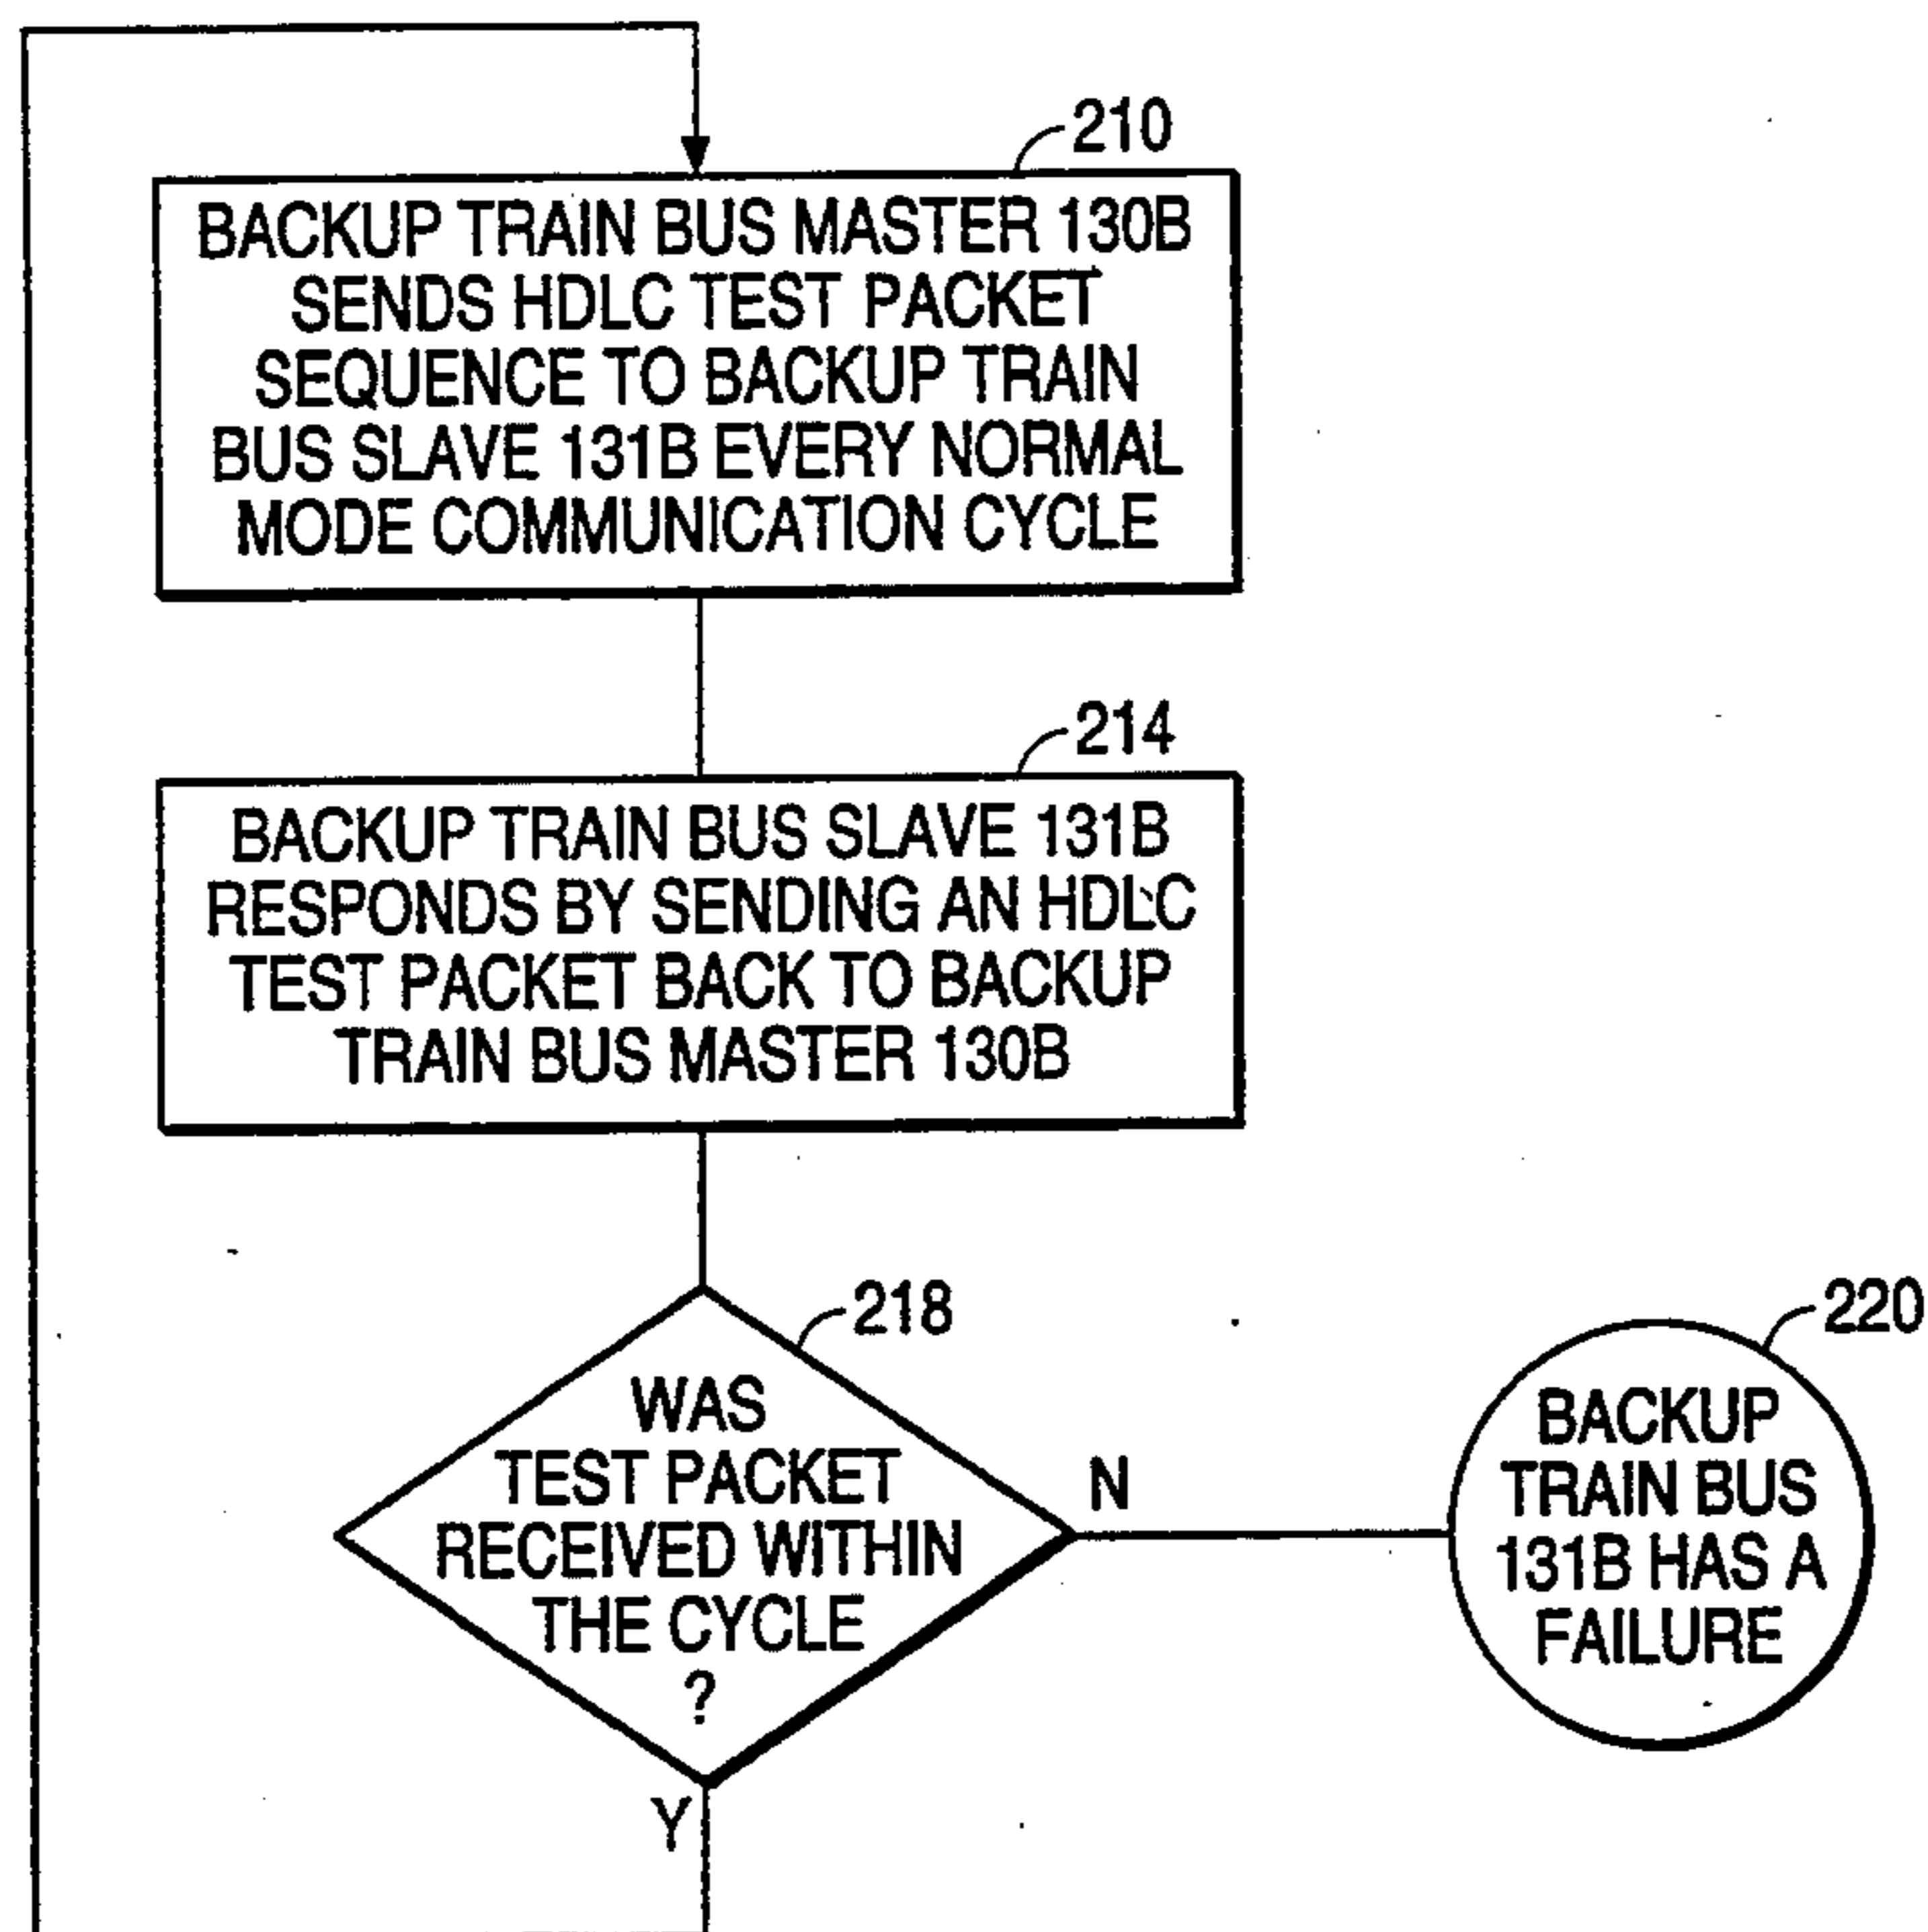 210
BACKUP TRAIN BUS MASTER 130B
SENDS HDLC TEST PACKET
SEQUENCE TO BACKUP TRAIN
BUS SLAVE 131B EVERY NORMAL
MODE COMMUNICATION CYCLE
214
BACKUP TRAIN BUS SLAVE 131B
RESPONDS BY SENDING AN HDLC
TEST PACKET BACK TO BACKUP
TRAIN BUS MASTER 130B
218
WAS
TEST PACKET
RECEIVED WITHIN
THE CYCLE
?
N
Y
220
BACKUP
TRAIN BUS
131B HAS A
FAILURE